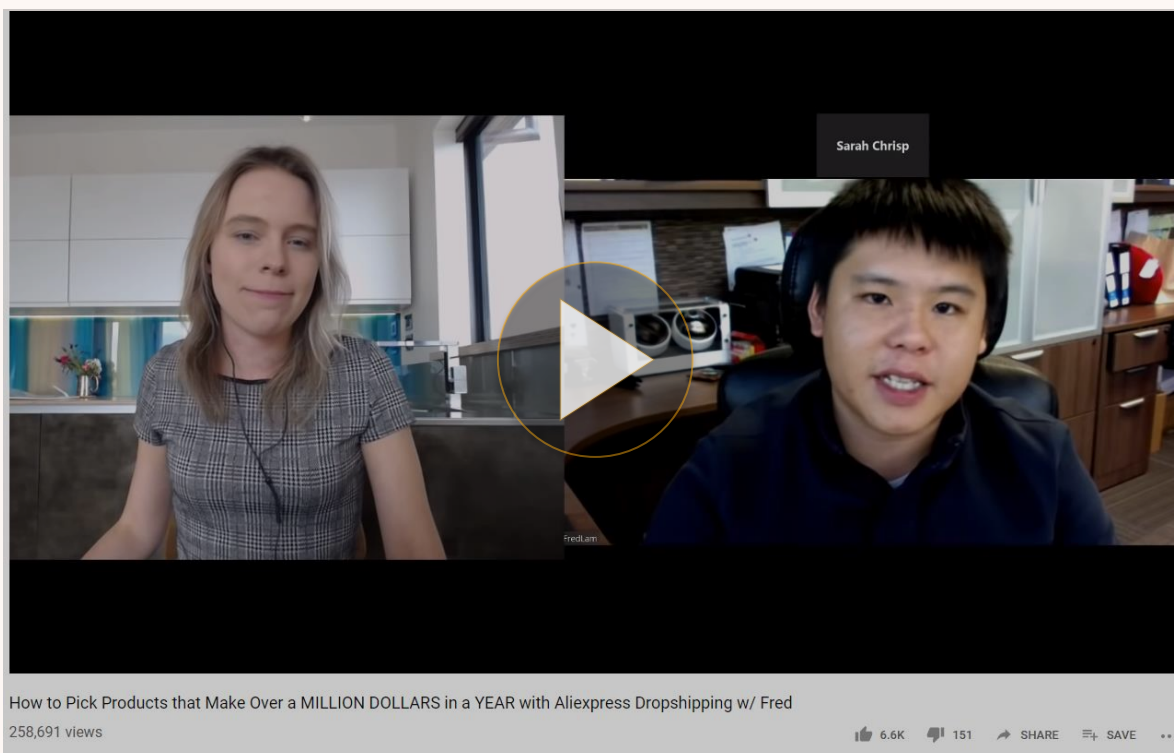 Sarah Chrisp
FredLam
How to Pick Products that Make Over a MILLION DOLLARS in a YEAR with Aliexpress Dropshipping w/ Fred
258,691 views
6.6K
151
SHARE
SAVE